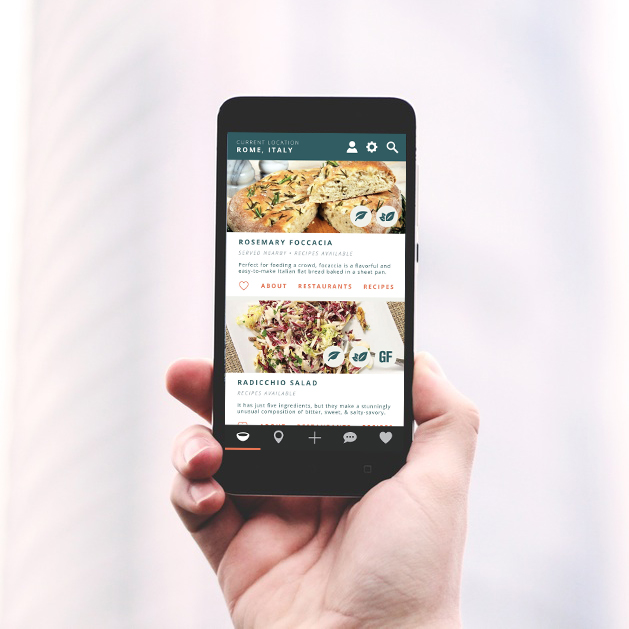 CURRENT LOCATION
ROME, ITALY
ROSEMARY FOCCACIA
SERVED NEARBY • RECIPES AVAILABLE
Perfect for feeding a crowd, focaccia is a flavorful and
easy-to-make Italian flat bread baked in a sheet pan.
ABOUT RESTAURANTS RECIPES
GF
RADICCHIO SALAD
RECIPES AVAILABLE
It has just five ingredients, but they make a stunningly
unusual composition of bitter, sweet, & salty-savory.